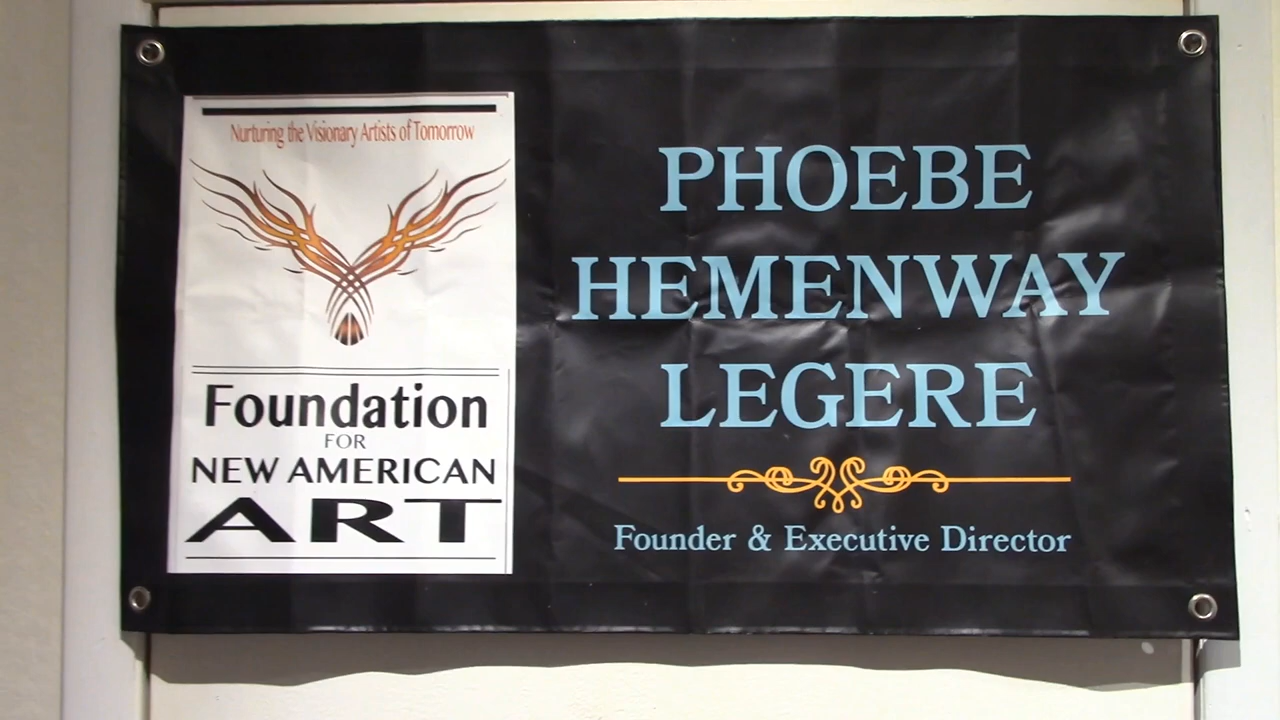 Nurturing the Visionary Artists of Tomorrow
Foundation
FOR
NEW AMERICAN
ART
PHOEBE
HEMENWAY
LEGERE
Founder & Executive Director